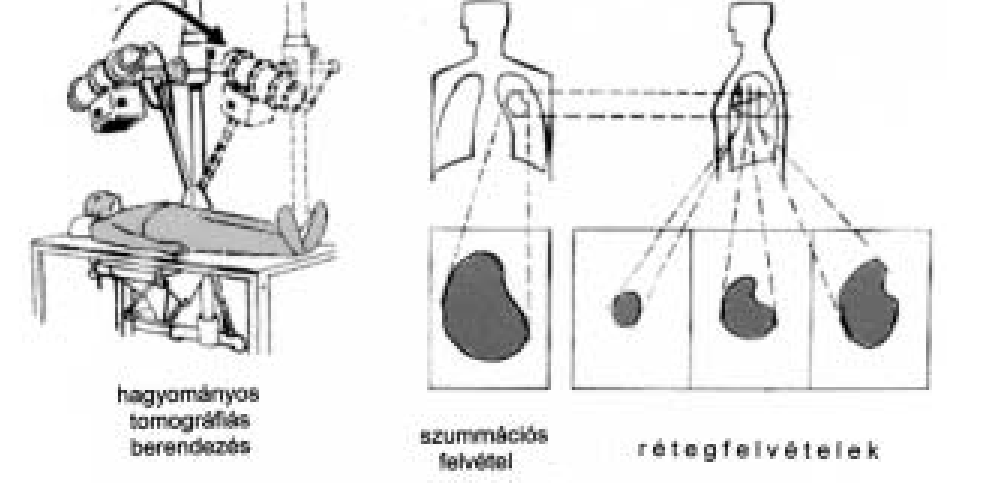 hagyományos
tomográfiás
berendezés
szummációs
felvétel
rétegfelvételek